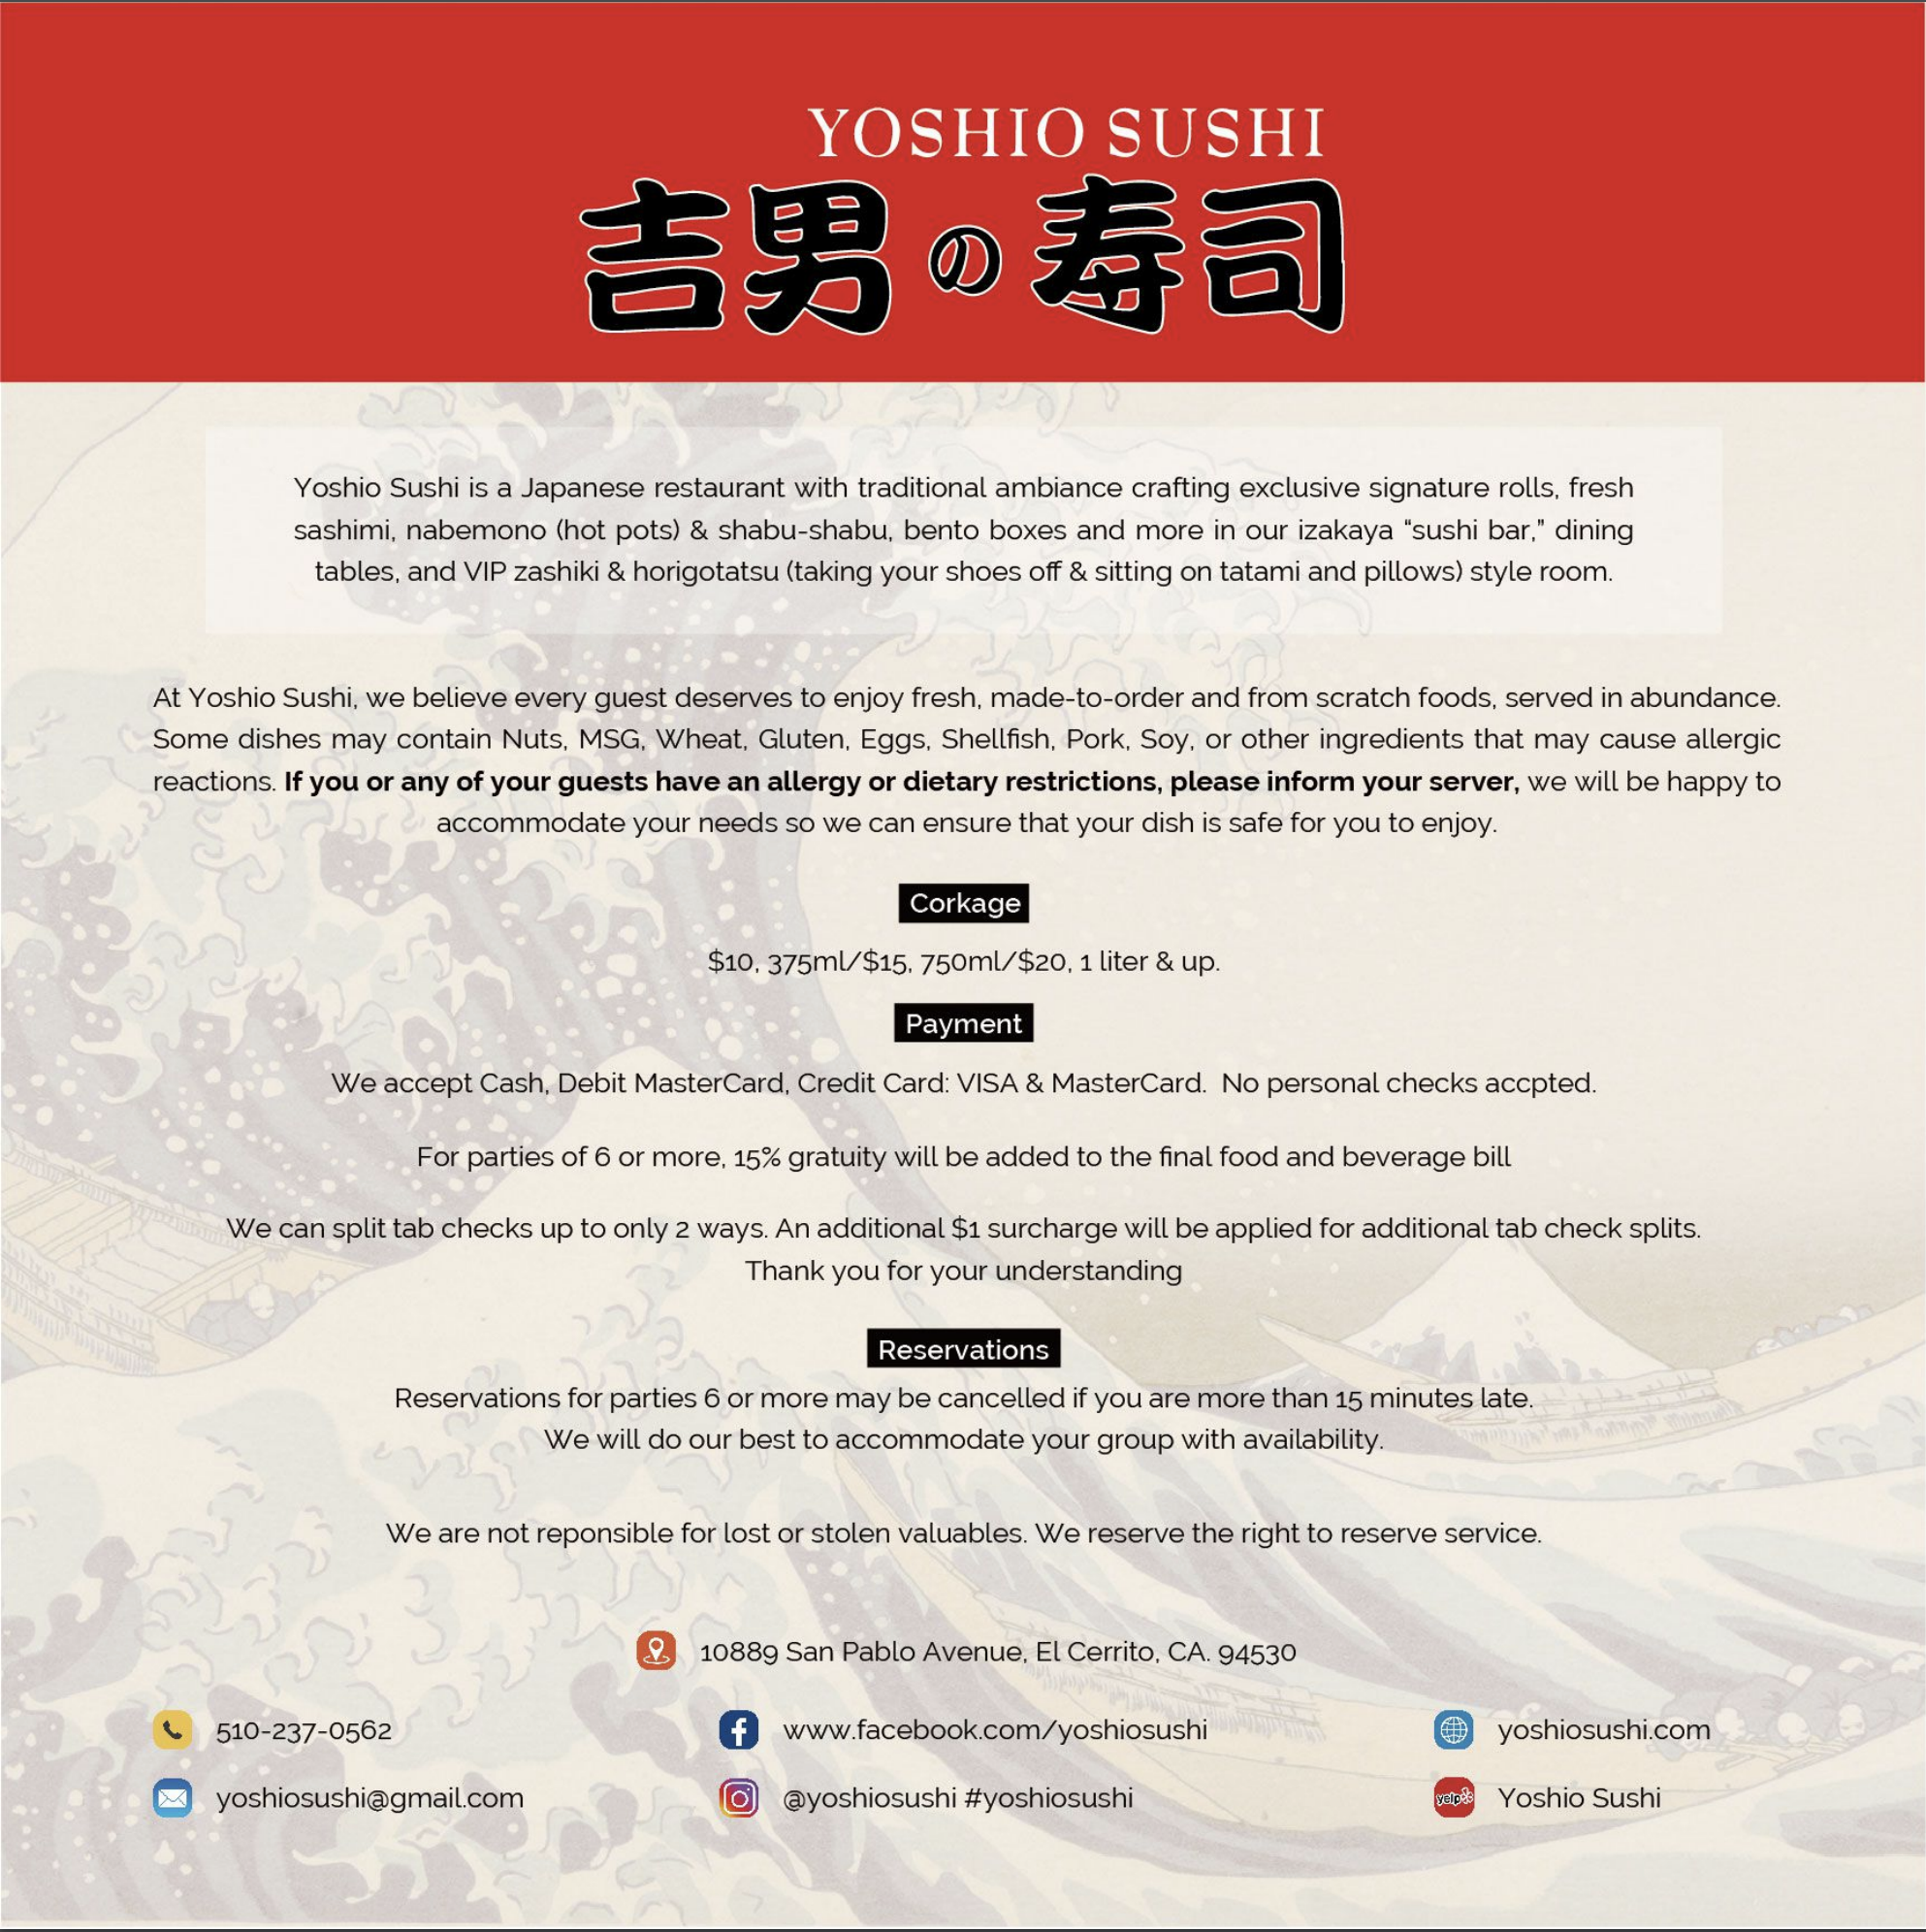 YOSHIO SUSHI
吉男の寿司
Yoshio Sushi is a Japanese restaurant with traditional ambiance crafting exclusive signature rolls, fresh
sashimi, nabemono (hot pots) & shabu-shabu, bento boxes and more in our izakaya “sushi bar,” dining
tables, and VIP zashiki & horigotatsu (taking your shoes off & sitting on tatami and pillows) style room.
At Yoshio Sushi, we believe every guest deserves to enjoy fresh, made-to-order and from scratch foods, served in abundance.
Some dishes may contain Nuts, MSG, Wheat, Gluten, Eggs, Shellfish, Pork, Soy, or other ingredients that may cause allergic
reactions. If you or any of your guests have an allergy or dietary restrictions, please inform your server, we will be happy to
accommodate your needs so we can ensure that your dish is safe for you to enjoy.
Corkage
$10, 375ml/$15, 750ml/$20, 1 liter & up.
Payment
We accept Cash, Debit MasterCard, Credit Card: VISA & MasterCard. No personal checks accpted.
For parties of 6 or more, 15% gratuity will be added to the final food and beverage bill
We can split tab checks up to only 2 ways. An additional $1 surcharge will be applied for additional tab check splits.
Thank you for your understanding
Reservations
Reservations for parties 6 or more may be cancelled if you are more than 15 minutes late.
We will do our best to accommodate your group with availability.
We are not reponsible for lost or stolen valuables. We reserve the right to reserve service.
10889 San Pablo Avenue, El Cerrito, CA. 94530
510-237-0562
www.facebook.com/yoshiosushi
yoshiosushi.com
yoshiosushi@gmail.com
@yoshiosushi #yoshiosushi
yelp
Yoshio Sushi